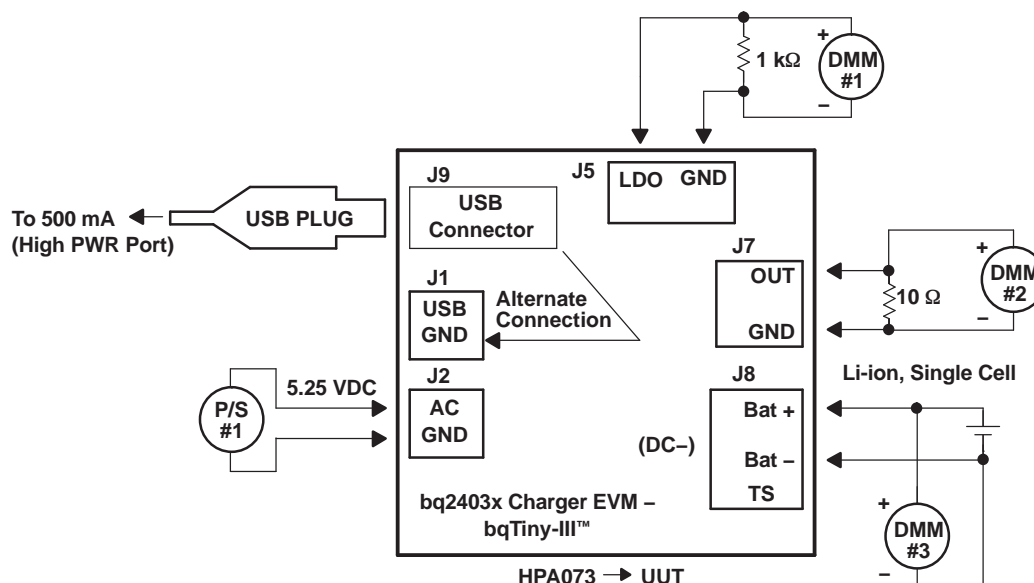 +
1 kΩ
DMM
#1
–
J9
USB
Connector
J5
LDO GND
To 500 mA
(High PWR Port)
USB PLUG
J7
OUT
GND
+
10 Ω
DMM
#2
–
J1
USB
GND
Alternate
Connection
J2
AC
GND
5.25 VDC
P/S
#1
J8
Li-ion, Single Cell
Bat +
(DC–)
Bat –
TS
bq2403x Charger EVM –
bqTiny-III™
+
DMM
#3
–
HPA073 UUT